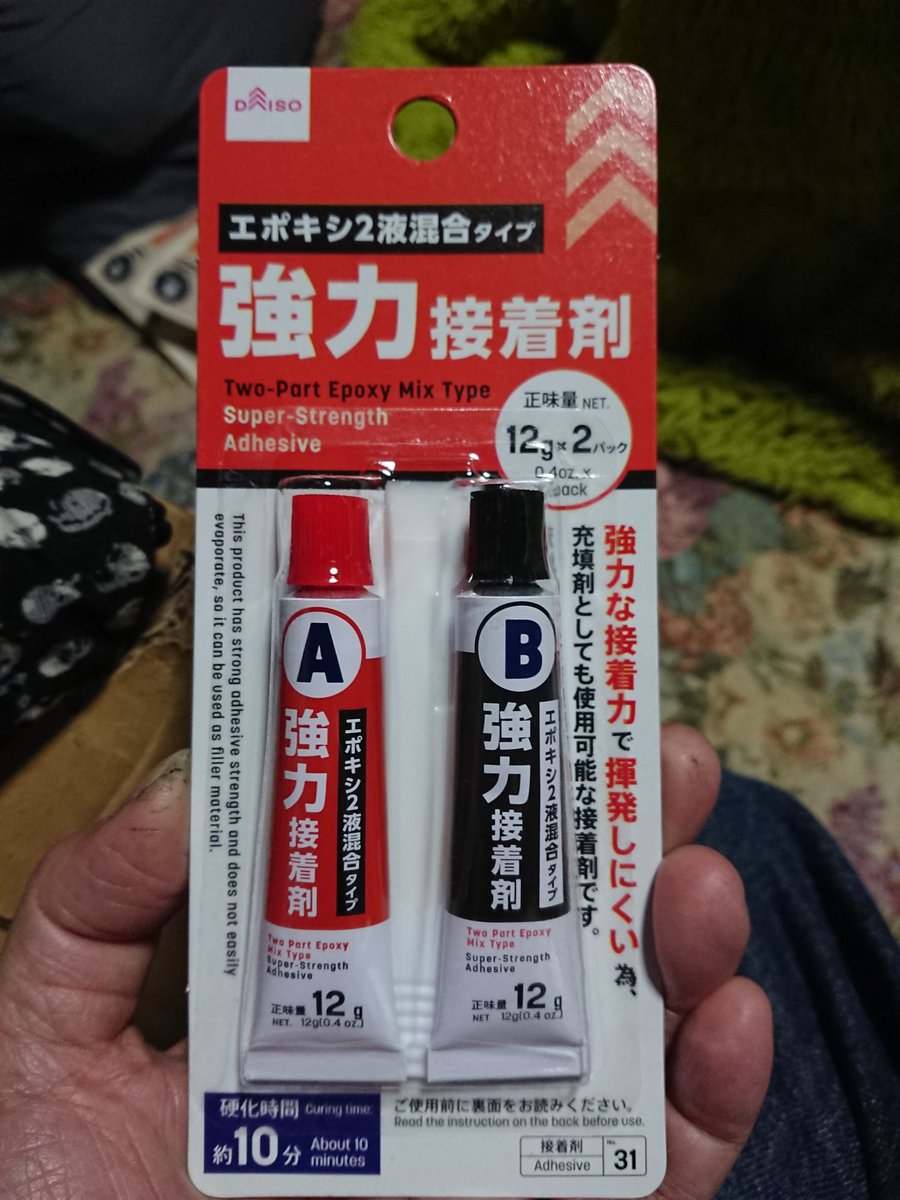 DAISO
エポキシ2液混合タイプ
強力接着剤
Two-Part Epoxy Mix Type
Super-Strength
Adhesive
正味量 NET.
12g×2パック
0.4oz.x
強力な接着力で揮発しにくい為、
充填剤としても使用可能な接着剤です。
This product has strong adhesive strength and does not easily
evaporate, so it can be used as filler material.
A
エポキシ2液混合タイプ
強力接着剤
Two Part Epoxy
Mix Type
Super-Strength
Adhesive
正味量 12g
NET. 12g(0.4 oz.)
B
エポキシ2液混合タイプ
強力接着剤
Two Part Epoxy
Mix Type
Super-Strength
Adhesive
正味量 12g
NET 12g(0.4 oz.)
硬化時間 Curing time:
約10分 About 10
minutes
ご使用前に裏面をお読みください。
Read the instruction on the back before use.
接着剤
Adhesive
No.
31